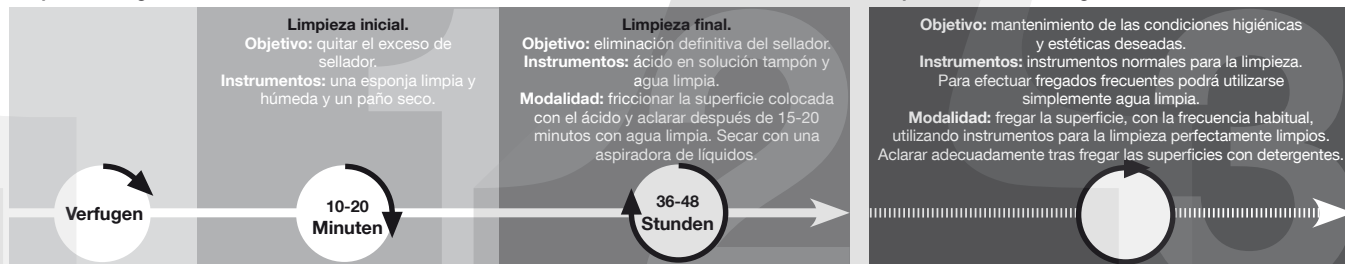 Limpieza inicial.
Objetivo: quitar el exceso de
sellador.
Instrumentos: una esponja limpia y
húmeda y un paño seco.
Limpieza final.
Objetivo: eliminación definitiva del sellador.
Instrumentos: ácido en solución tampón y
agua limpia.
Modalidad: friccionar la superficie colocada
con el ácido y aclarar después de 15-20
minutos con agua limpia. Secar con una
aspiradora de líquidos.
Objetivo: mantenimiento de las condiciones higiénicas
y estéticas deseadas.
Instrumentos: instrumentos normales para la limpieza.
Para efectuar fregados frecuentes podrá utilizarse
simplemente agua limpia.
Modalidad: fregar la superficie, con la frecuencia habitual,
utilizando instrumentos para la limpieza perfectamente limpios.
Aclarar adecuadamente tras fregar las superficies con detergentes.
Verfugen
10-20
Minuten
36-48
Stunden
1
2
3